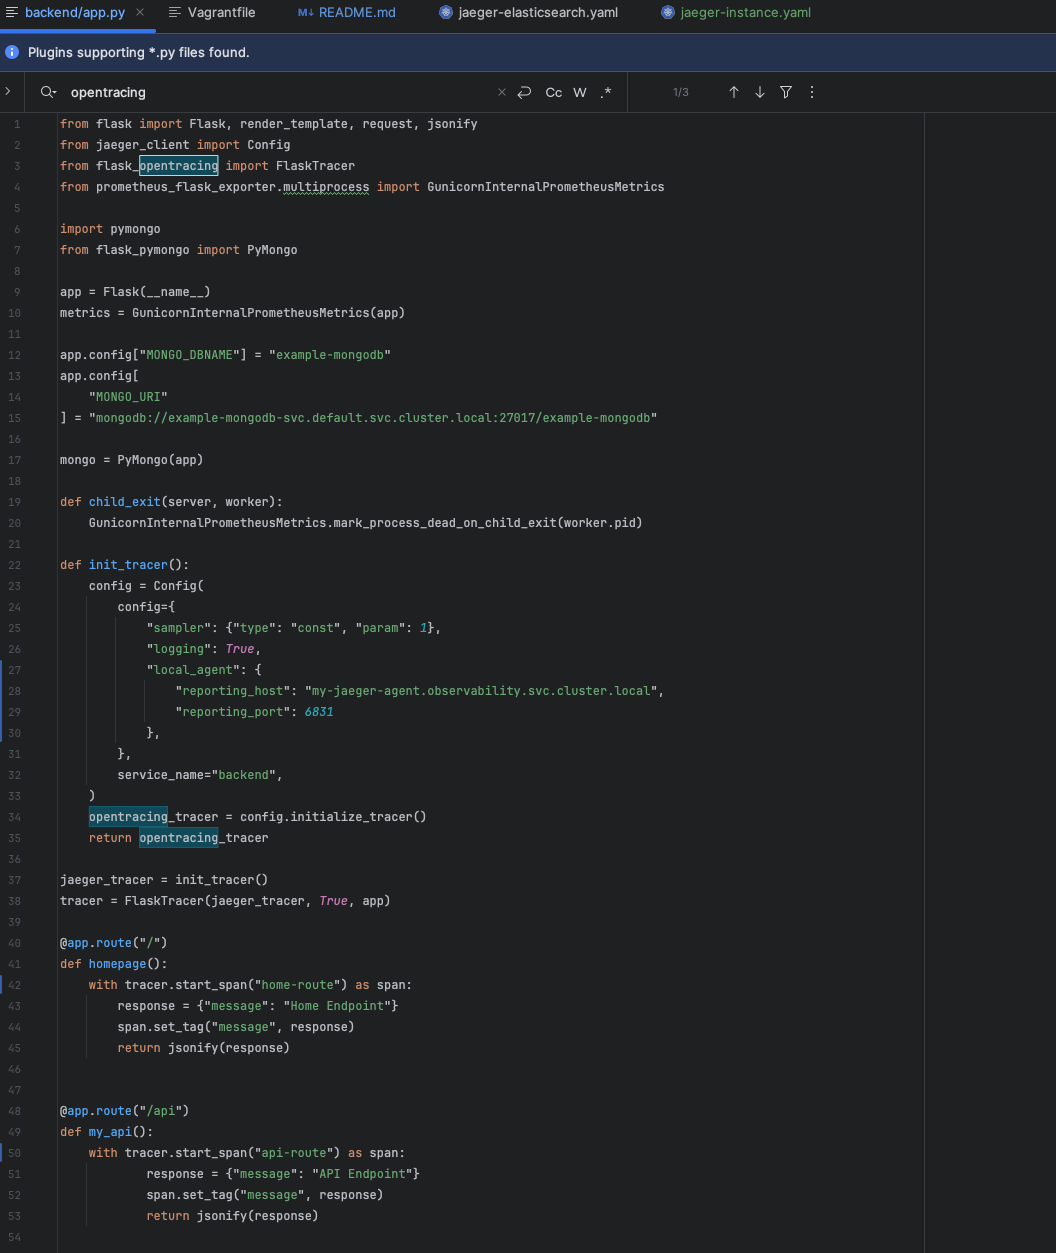 backend/app.py × Vagrantfile M↓ README.md jaeger-elasticsearch.yaml jaeger-instance.yaml
Plugins supporting *.py files found.
opentracing × Cc W .* 1/3
1 from flask import Flask, render_template, request, jsonify
2 from jaeger_client import Config
3 from flask_opentracing import FlaskTracer
4 from prometheus_flask_exporter.multiprocess import GunicornInternalPrometheusMetrics
5
6 import pymongo
7 from flask_pymongo import PyMongo
8
9 app = Flask(__name__)
10 metrics = GunicornInternalPrometheusMetrics(app)
11
12 app.config["MONGO_DBNAME"] = "example-mongodb"
13 app.config[
14     "MONGO_URI"
15 ] = "mongodb://example-mongodb-svc.default.svc.cluster.local:27017/example-mongodb"
16
17 mongo = PyMongo(app)
18
19 def child_exit(server, worker):
20     GunicornInternalPrometheusMetrics.mark_process_dead_on_child_exit(worker.pid)
21
22 def init_tracer():
23     config = Config(
24         config={
25             "sampler": {"type": "const", "param": 1},
26             "logging": True,
27             "local_agent": {
28                 "reporting_host": "my-jaeger-agent.observability.svc.cluster.local",
29                 "reporting_port": 6831
30             },
31         },
32         service_name="backend",
33     )
34     opentracing_tracer = config.initialize_tracer()
35     return opentracing_tracer
36
37 jaeger_tracer = init_tracer()
38 tracer = FlaskTracer(jaeger_tracer, True, app)
39
40 @app.route("/")
41 def homepage():
42     with tracer.start_span("home-route") as span:
43         response = {"message": "Home Endpoint"}
44         span.set_tag("message", response)
45         return jsonify(response)
46
47
48 @app.route("/api")
49 def my_api():
50     with tracer.start_span("api-route") as span:
51             response = {"message": "API Endpoint"}
52             span.set_tag("message", response)
53             return jsonify(response)
54